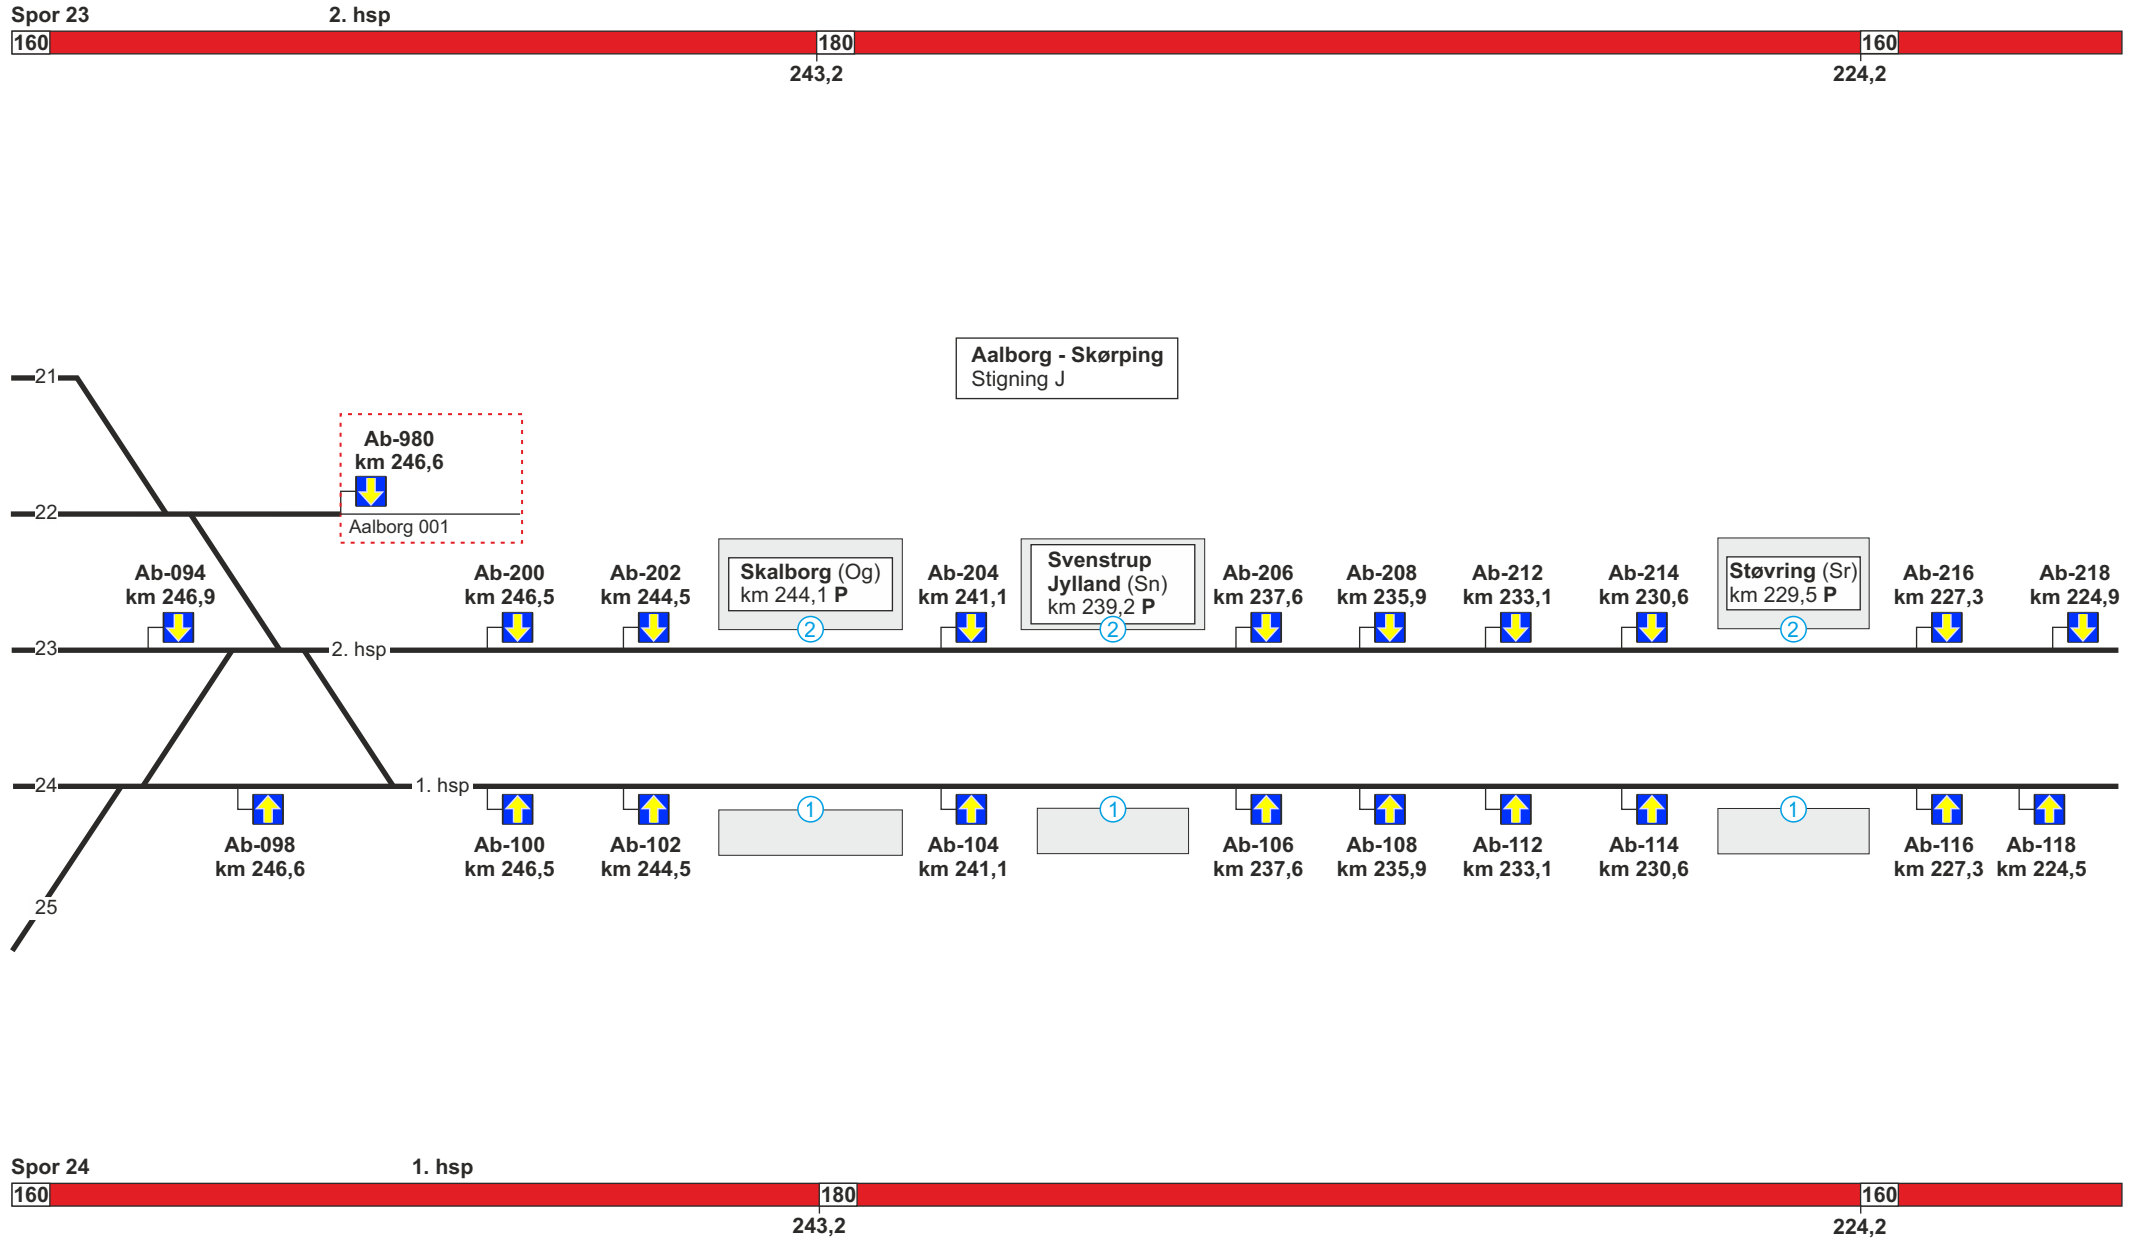 Spor 23 2. hsp
160 180 160
243,2 224,2
Aalborg - Skørping
Stigning J
21
Ab-980
km 246,6
22
Aalborg 001
Ab-094 Ab-200 Ab-202 Skalborg (Og) Ab-204 Svenstrup Ab-206 Ab-208 Ab-212 Ab-214 Støvring (Sr) Ab-216 Ab-218
km 246,9 km 246,5 km 244,5 km 244,1 P km 241,1 Jylland (Sn) km 237,6 km 235,9 km 233,1 km 230,6 km 229,5 P km 227,3 km 224,9
km 239,2 P
2 2 2
23 2. hsp
24 1. hsp
1 1 1
Ab-098 Ab-100 Ab-102 Ab-104 Ab-106 Ab-108 Ab-112 Ab-114 Ab-116 Ab-118
km 246,6 km 246,5 km 244,5 km 241,1 km 237,6 km 235,9 km 233,1 km 230,6 km 227,3 km 224,5
25
Spor 24 1. hsp
160 180 160
243,2 224,2